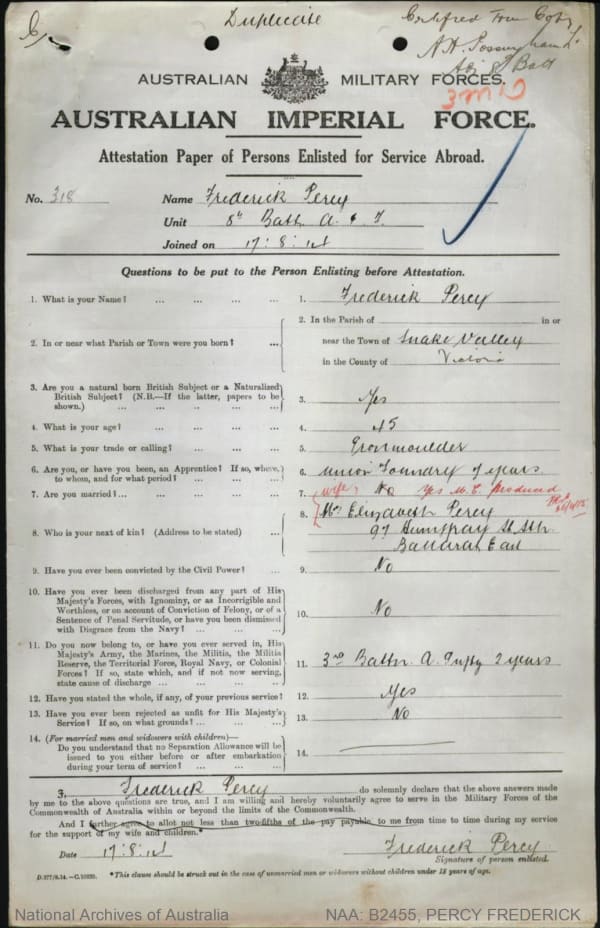 Duplicate
Certified True Copy
Adj 8 Batt
AUSTRALIAN MILITARY FORCES.
AUSTRALIAN IMPERIAL FORCE.
Attestation Paper of Persons Enlisted for Service Abroad.
No. 318 Name Frederick Percy
Unit 8th Battn A.I.F.
Joined on 17:8:14
Questions to be put to the Person Enlisting before Attestation.
1. What is your Name? ... ... ... ... 1. Frederick Percy
2. In or near what Parish or Town were you born? ... 2. In the Parish of in or
near the Town of Snake Valley
in the County of Victoria
3. Are you a natural born British Subject or a Naturalized
British Subject? (N.B.—If the latter, papers to be
shown.) ... ... ... ... 3. Yes
4. What is your age? ... ... ... ... 4. 45
5. What is your trade or calling? ... ... ... 5. Ironmoulder
6. Are you, or have you been, an Apprentice? If so, where,
to whom, and for what period? ... ... ... 6. Union Foundry 7 years
7. Are you married? ... ... ... ... 7. No Yes M.C. Produced
8. Who is your next of kin? (Address to be stated) ... 8. (wife) Mrs Elizabeth Percy
97 Humffray St Sth
Ballarat East
9. Have you ever been convicted by the Civil Power? ... 9. No
10. Have you ever been discharged from any part of His
Majesty's Forces, with Ignominy, or as Incorrigible and
Worthless, or on account of Conviction of Felony, or of a
Sentence of Penal Servitude, or have you been dismissed
with Disgrace from the Navy? ... ... ... 10. No
11. Do you now belong to, or have you ever served in, His
Majesty's Army, the Marines, the Militia, the Militia
Reserve, the Territorial Force, Royal Navy, or Colonial
Forces? If so, state which, and if not now serving,
state cause of discharge ... ... ... 11. 3rd Battn A. Infty 2 years
12. Have you stated the whole, if any, of your previous service? 12. Yes
13. Have you ever been rejected as unfit for His Majesty's
Service? If so, on what grounds? ... ... ... 13. No
14. (For married men and widowers with children)—
Do you understand that no Separation Allowance will be
issued to you either before or after embarkation
during your term of service? ... ... ... 14.
I, Frederick Percy do solemnly declare that the above answers made
by me to the above questions are true, and I am willing and hereby voluntarily agree to serve in the Military Forces of the
Commonwealth of Australia within or beyond the limits of the Commonwealth.
And I further agree to allot not less than two-fifths of the pay payable to me from time to time during my service
for the support of my wife and children.*
Date 17:8:14 Frederick Percy
Signature of person enlisted.
D.377/8.14.—C.10935. *This clause should be struck out in the case of unmarried men or widowers without children under 18 years of age.
National Archives of Australia NAA: B2455, PERCY FREDERICK